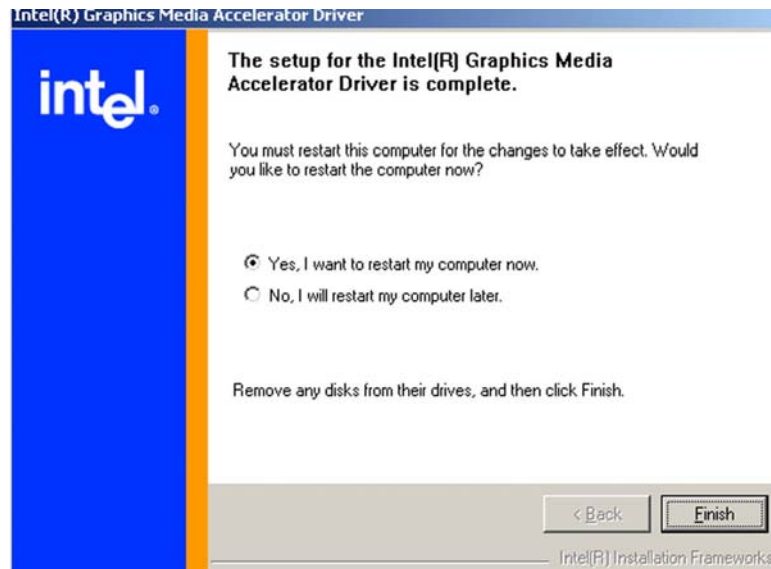 Intel(R) Graphics Media Accelerator Driver
intel®
The setup for the Intel(R) Graphics Media
Accelerator Driver is complete.
You must restart this computer for the changes to take effect. Would
you like to restart the computer now?
Yes, I want to restart my computer now.
No, I will restart my computer later.
Remove any disks from their drives, and then click Finish.
< Back
Finish
Intel(R) Installation Frameworks